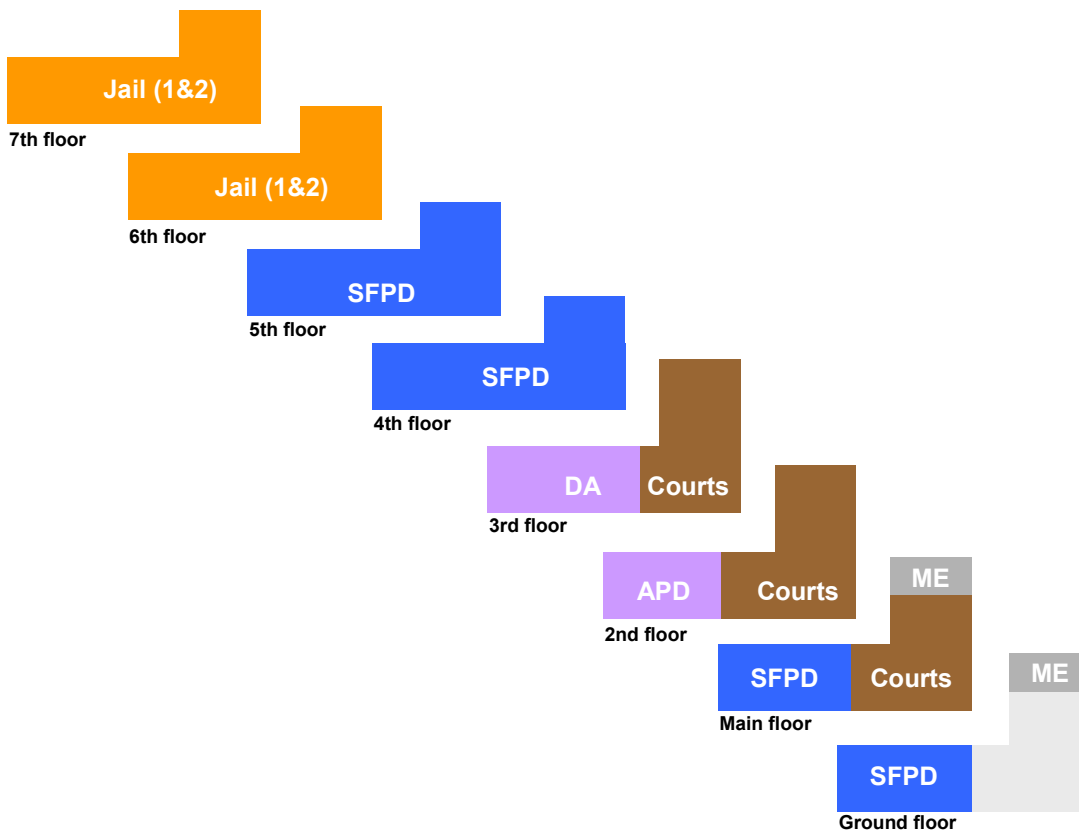 Jail (1&2)
7th floor
Jail (1&2)
6th floor
SFPD
5th floor
SFPD
4th floor
DA
Courts
3rd floor
APD
Courts
2nd floor
ME
SFPD
Courts
Main floor
ME
SFPD
Ground floor